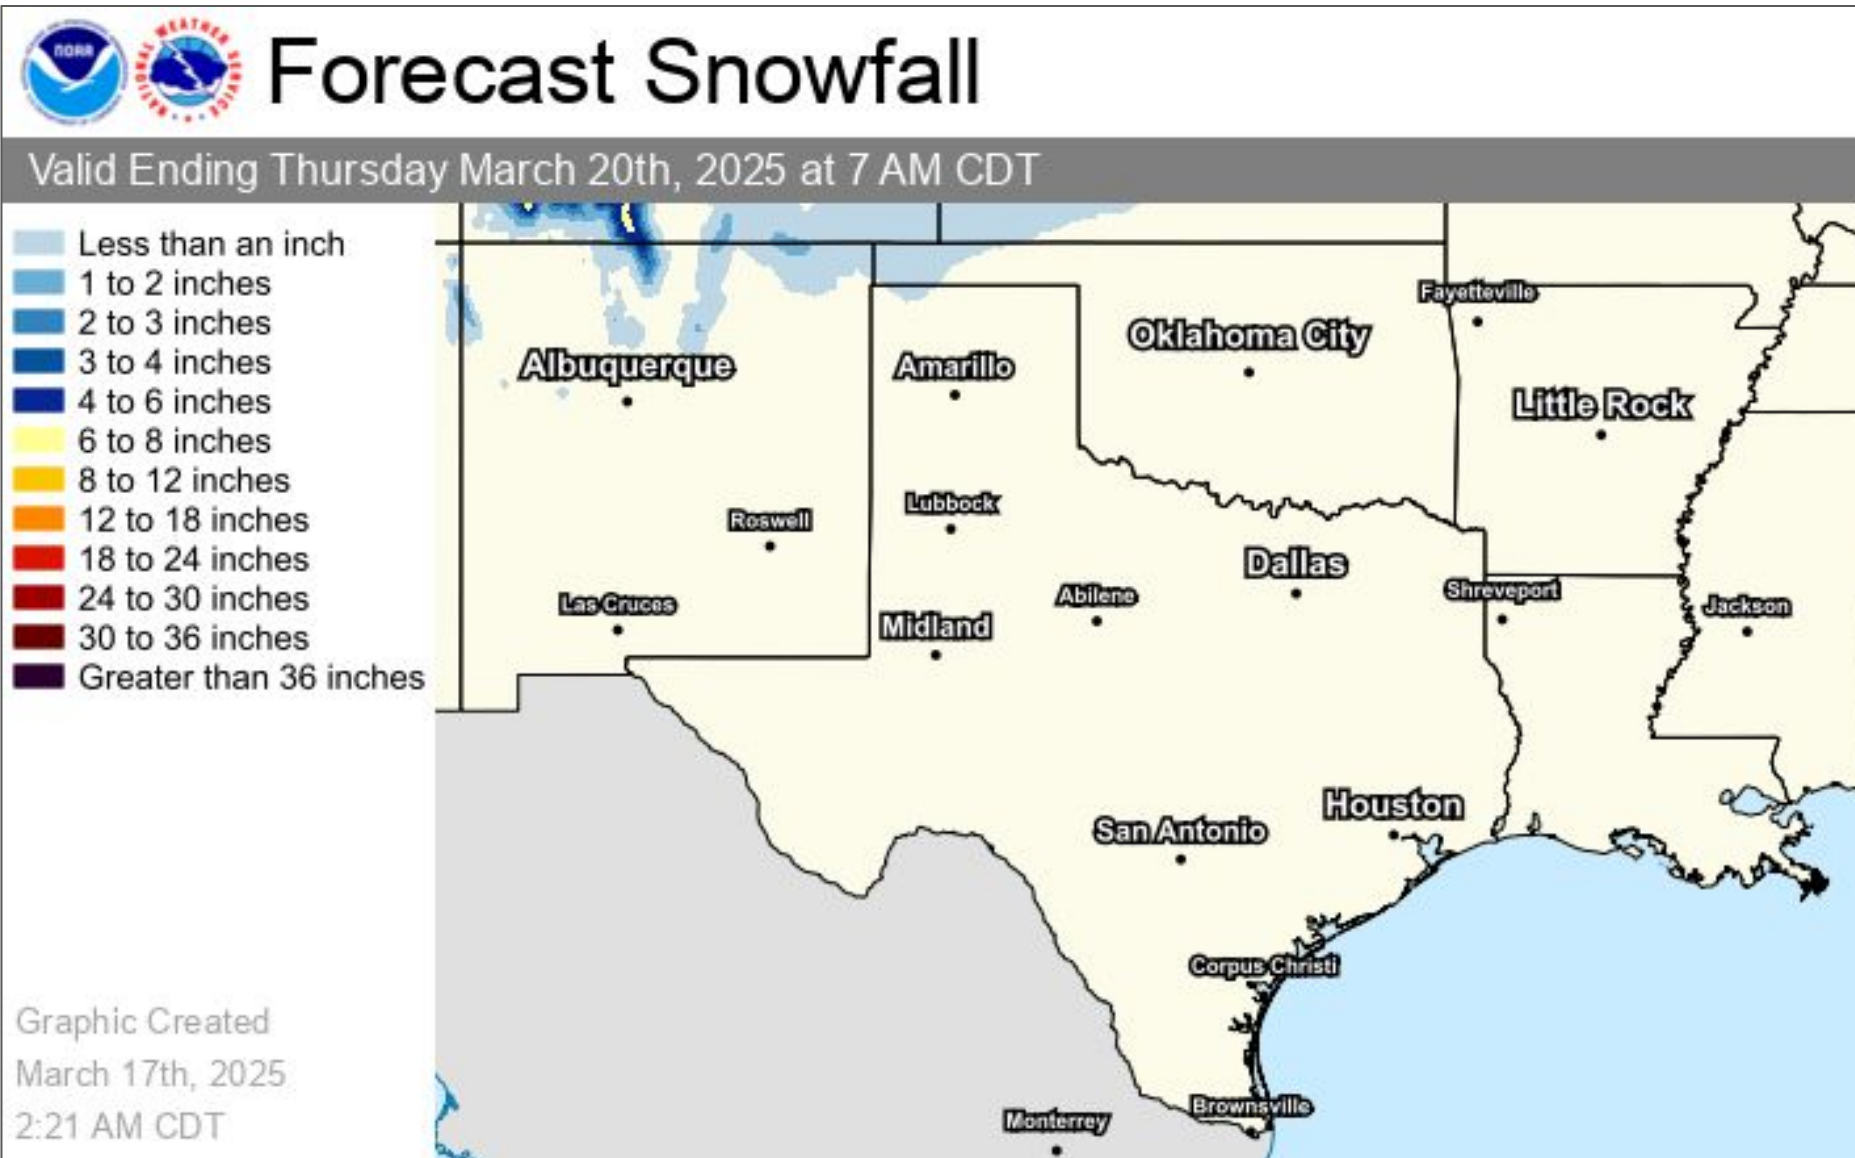 NOAA
NATIONAL WEATHER SERVICE
Forecast Snowfall
Valid Ending Thursday March 20th, 2025 at 7 AM CDT
Less than an inch
1 to 2 inches
2 to 3 inches
3 to 4 inches
4 to 6 inches
6 to 8 inches
8 to 12 inches
12 to 18 inches
18 to 24 inches
24 to 30 inches
30 to 36 inches
Greater than 36 inches
Graphic Created
March 17th, 2025
2:21 AM CDT
Fayetteville
Oklahoma City
Albuquerque
Amarillo
Little Rock
Lubbock
Roswell
Dallas
Shreveport
Abilene
Las Cruces
Jackson
Midland
Houston
San Antonio
Corpus Christi
Brownsville
Monterrey